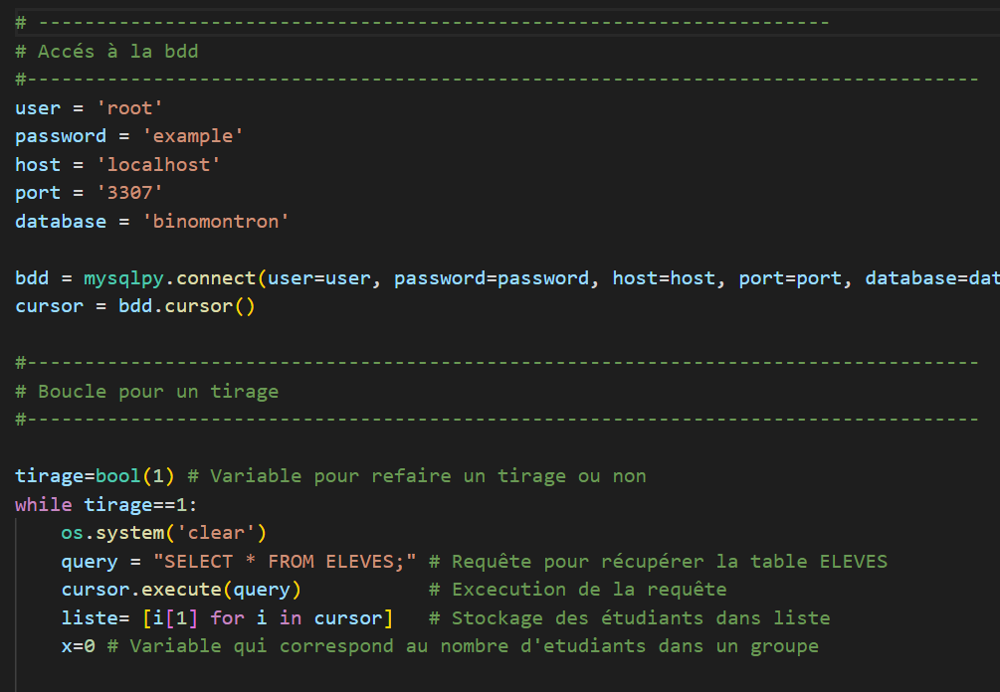 # ---------------------------------------------------------------------
# Accés à la bdd
#-----------------------------------------------------------------------------------
user = 'root'
password = 'example'
host = 'localhost'
port = '3307'
database = 'binomontron'
bdd = mysqlpy.connect(user=user, password=password, host=host, port=port, database=dat
cursor = bdd.cursor()
#-----------------------------------------------------------------------------------
# Boucle pour un tirage
#-----------------------------------------------------------------------------------
tirage=bool(1) # Variable pour refaire un tirage ou non
while tirage==1:
    os.system('clear')
    query = "SELECT * FROM ELEVES;" # Requête pour récupérer la table ELEVES
    cursor.execute(query)           # Excecution de la requête
    liste= [i[1] for i in cursor]   # Stockage des étudiants dans liste
    x=0 # Variable qui correspond au nombre d'etudiants dans un groupe